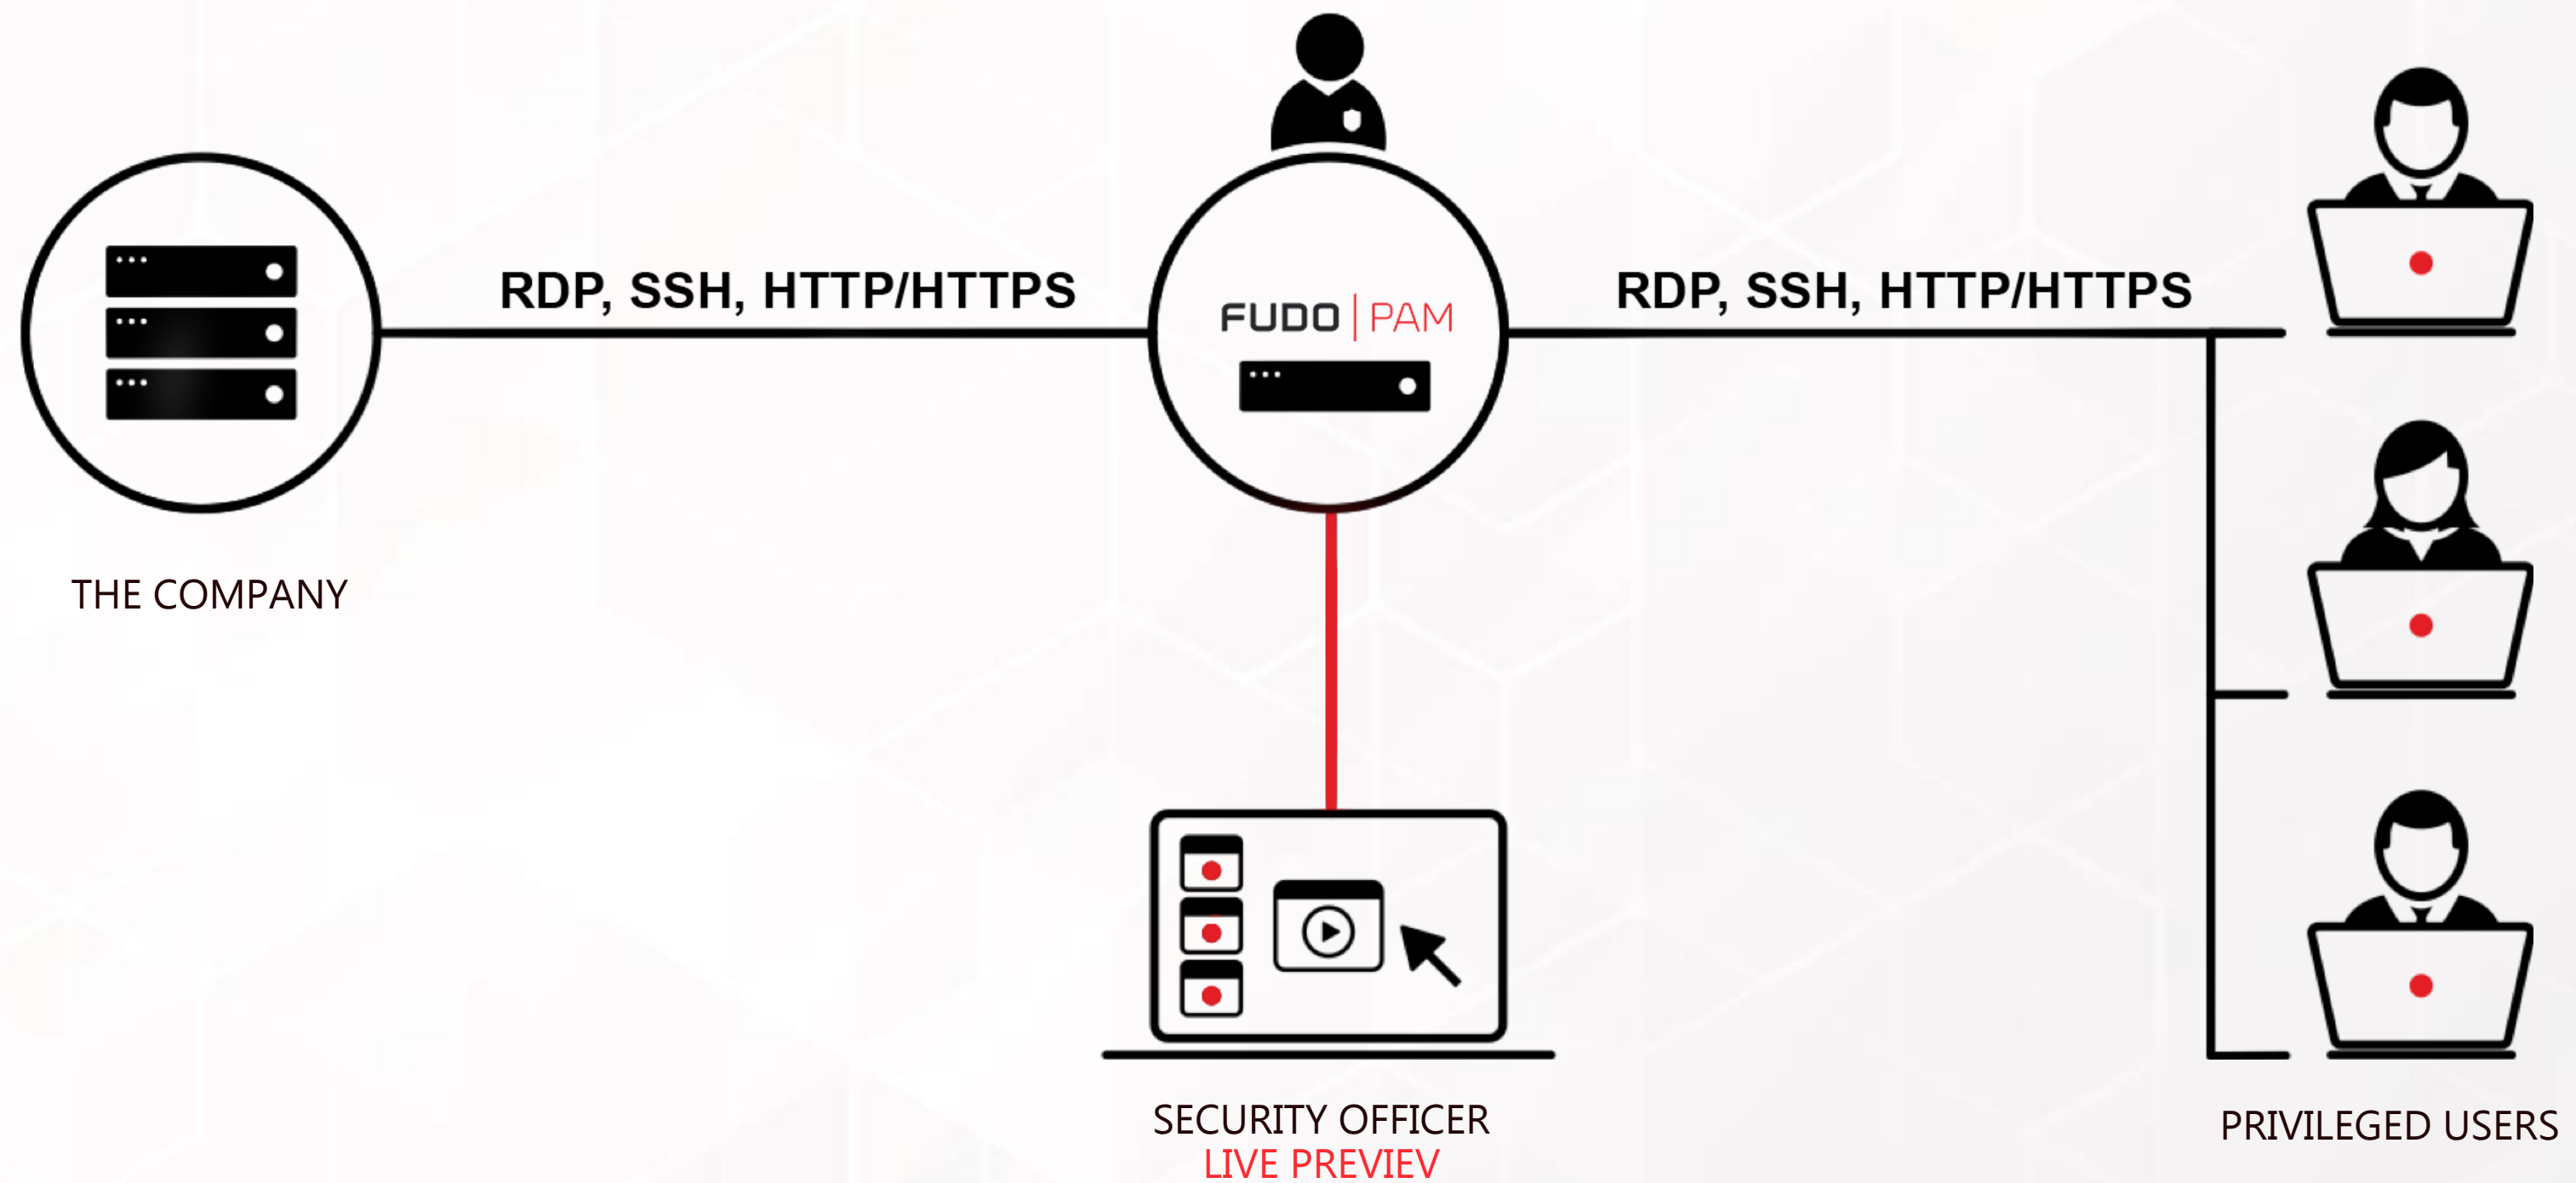 RDP, SSH, HTTP/HTTPS
RDP, SSH, HTTP/HTTPS
FUDO | PAM
THE COMPANY
SECURITY OFFICER
LIVE PREVIEV
PRIVILEGED USERS